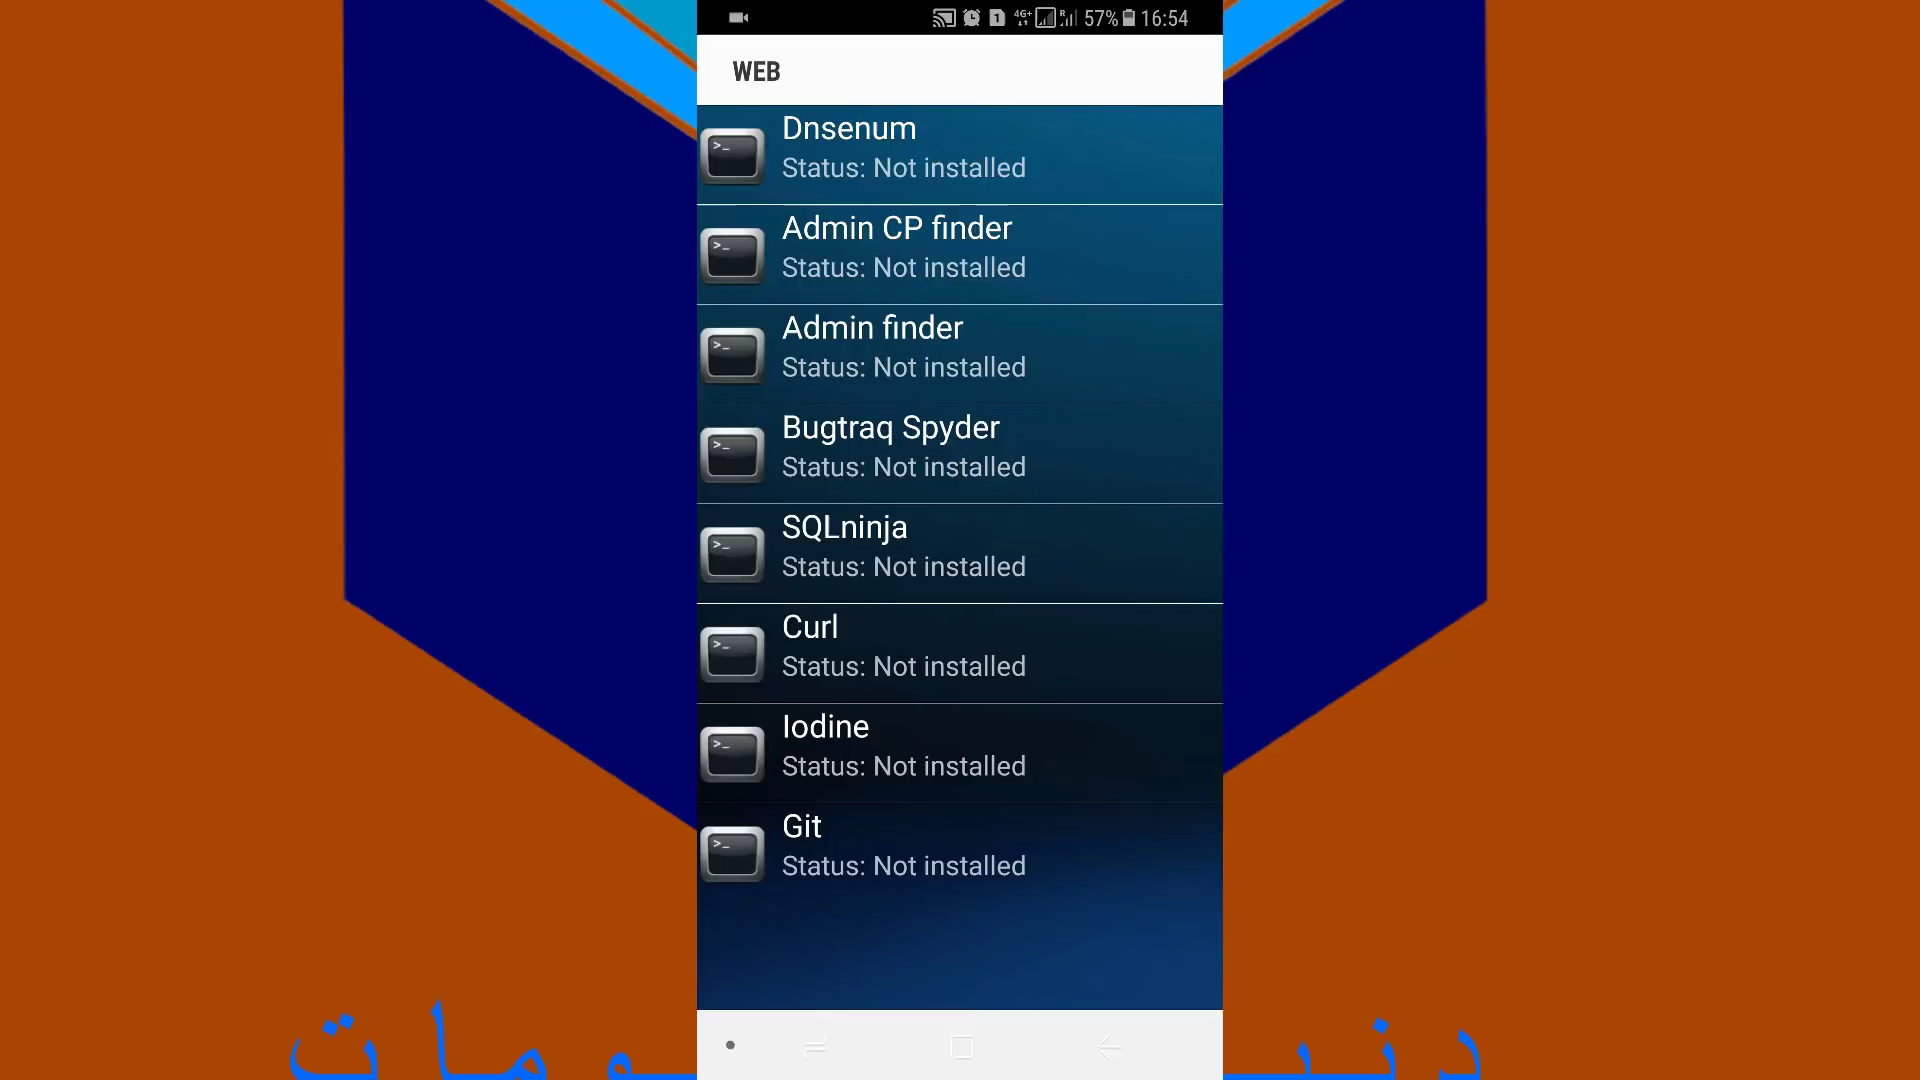 4G+ R 57% 16:54
WEB
Dnsenum
Status: Not installed
Admin CP finder
Status: Not installed
Admin finder
Status: Not installed
Bugtraq Spyder
Status: Not installed
SQLninja
Status: Not installed
Curl
Status: Not installed
Iodine
Status: Not installed
Git
Status: Not installed